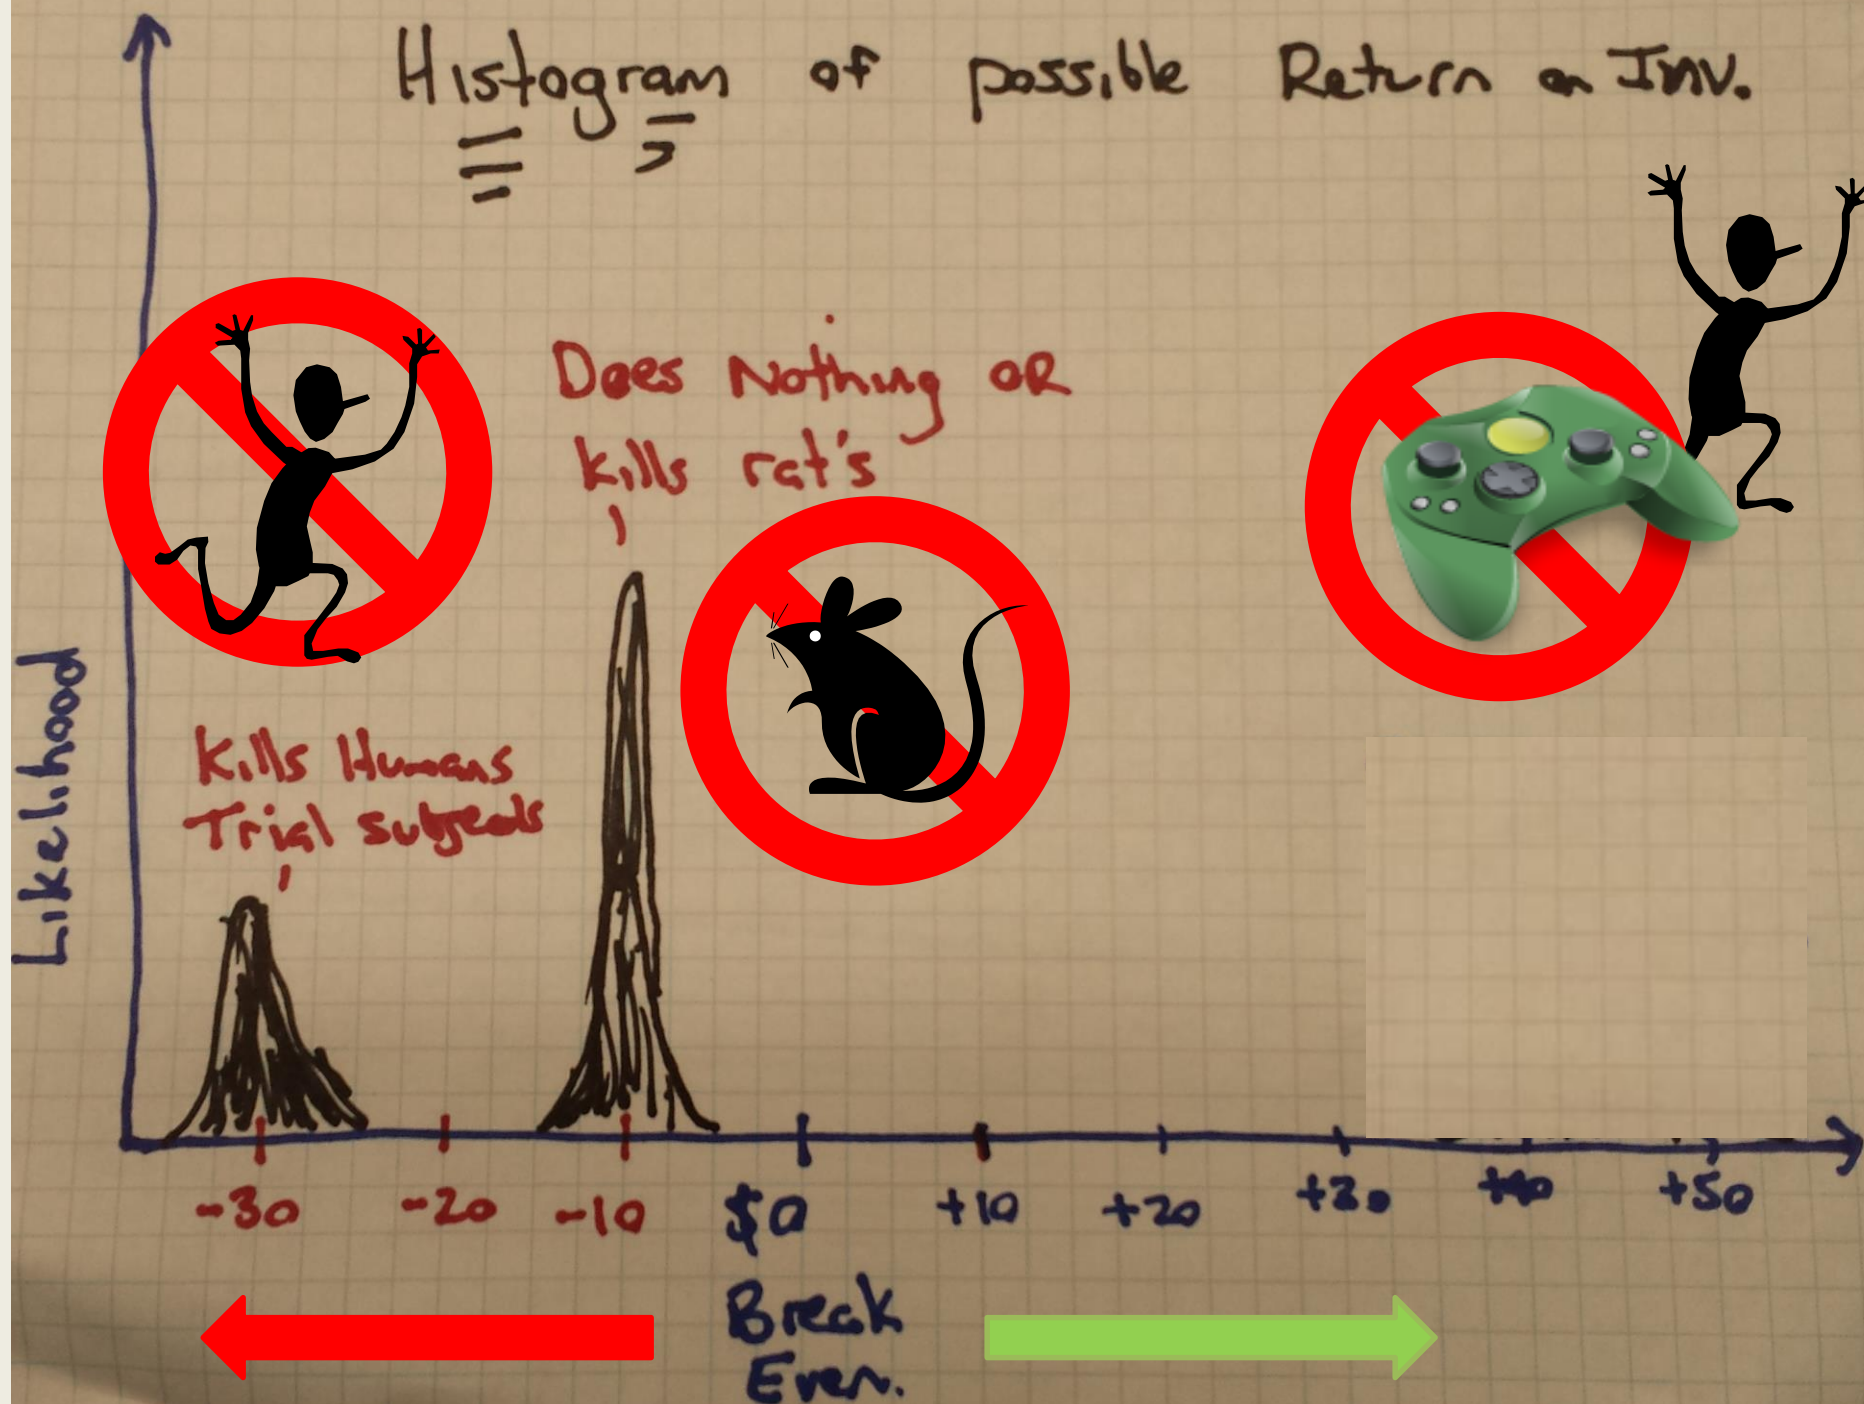 Histogram of possible Return on Inv.
Does Nothing OR
kills rat's
Kills Humans
Trial subjects
Likelihood
-30 -20 -10 $0 +10 +20 +30 +40 +50
Break
Even.